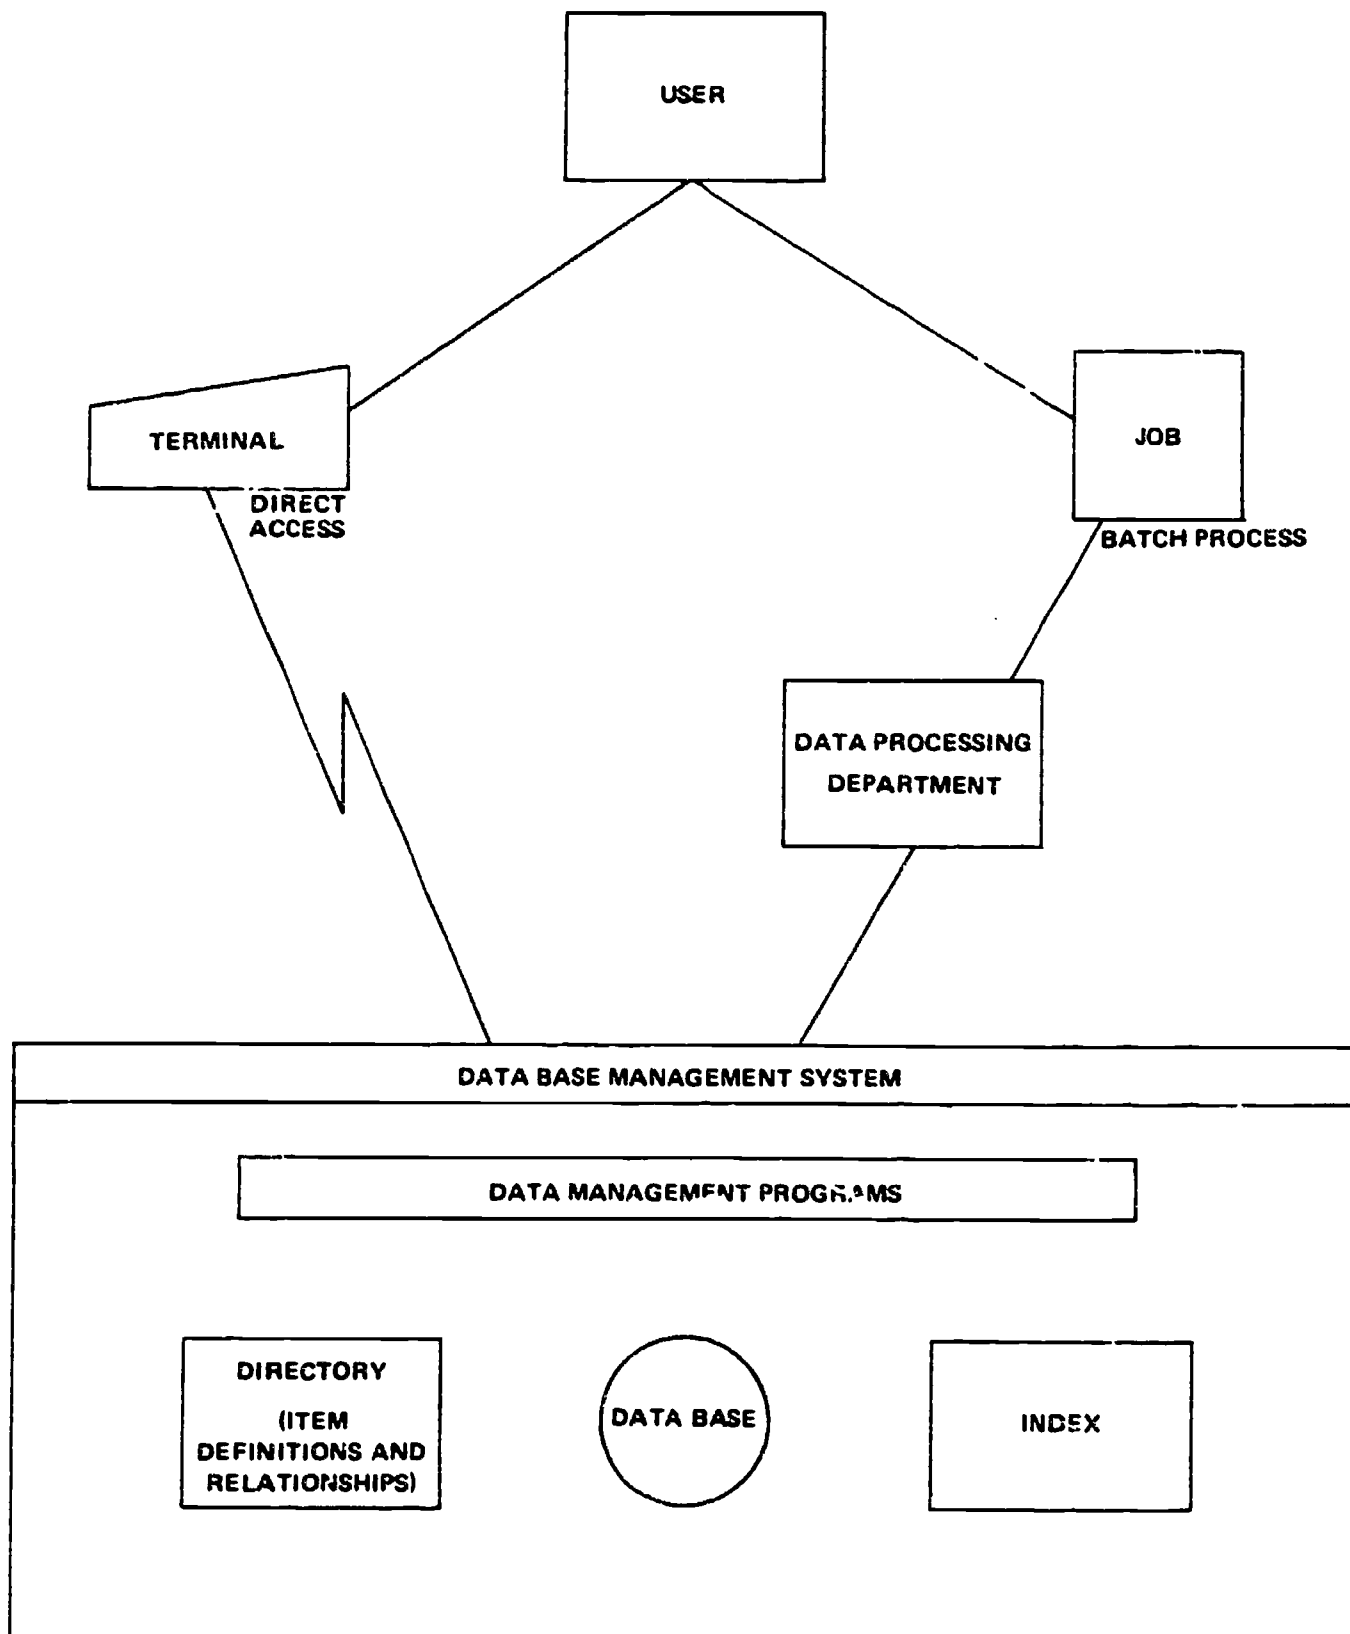 USER
TERMINAL
DIRECT
ACCESS
JOB
BATCH PROCESS
DATA PROCESSING
DEPARTMENT
DATA BASE MANAGEMENT SYSTEM
DATA MANAGEMENT PROGRAMS
DIRECTORY
(ITEM
DEFINITIONS AND
RELATIONSHIPS)
DATA BASE
INDEX